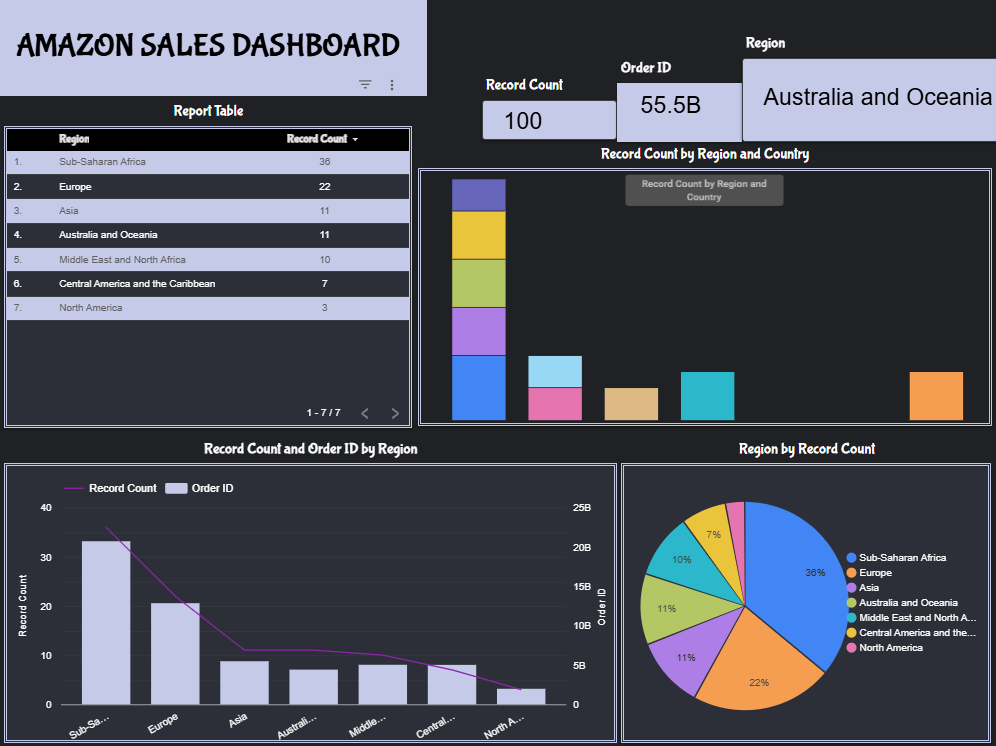 AMAZON SALES DASHBOARD
Region
Australia and Oceania
Order ID
55.5B
Record Count
100
Report Table
Region Record Count
1. Sub-Saharan Africa 36
2. Europe 22
3. Asia 11
4. Australia and Oceania 11
5. Middle East and North Africa 10
6. Central America and the Caribbean 7
7. North America 3
1 - 7 / 7
Record Count by Region and Country
Record Count by Region and
Country
Record Count and Order ID by Region
Record Count Order ID
40 25B
30 20B
20 15B
10 10B
0 5B
0
Record Count
Order ID
Sub-Sa...
Europe
Asia
Australi...
Middle...
Central...
North A...
Region by Record Count
36%
22%
11%
11%
10%
7%
Sub-Saharan Africa
Europe
Asia
Australia and Oceania
Middle East and North A...
Central America and the...
North America